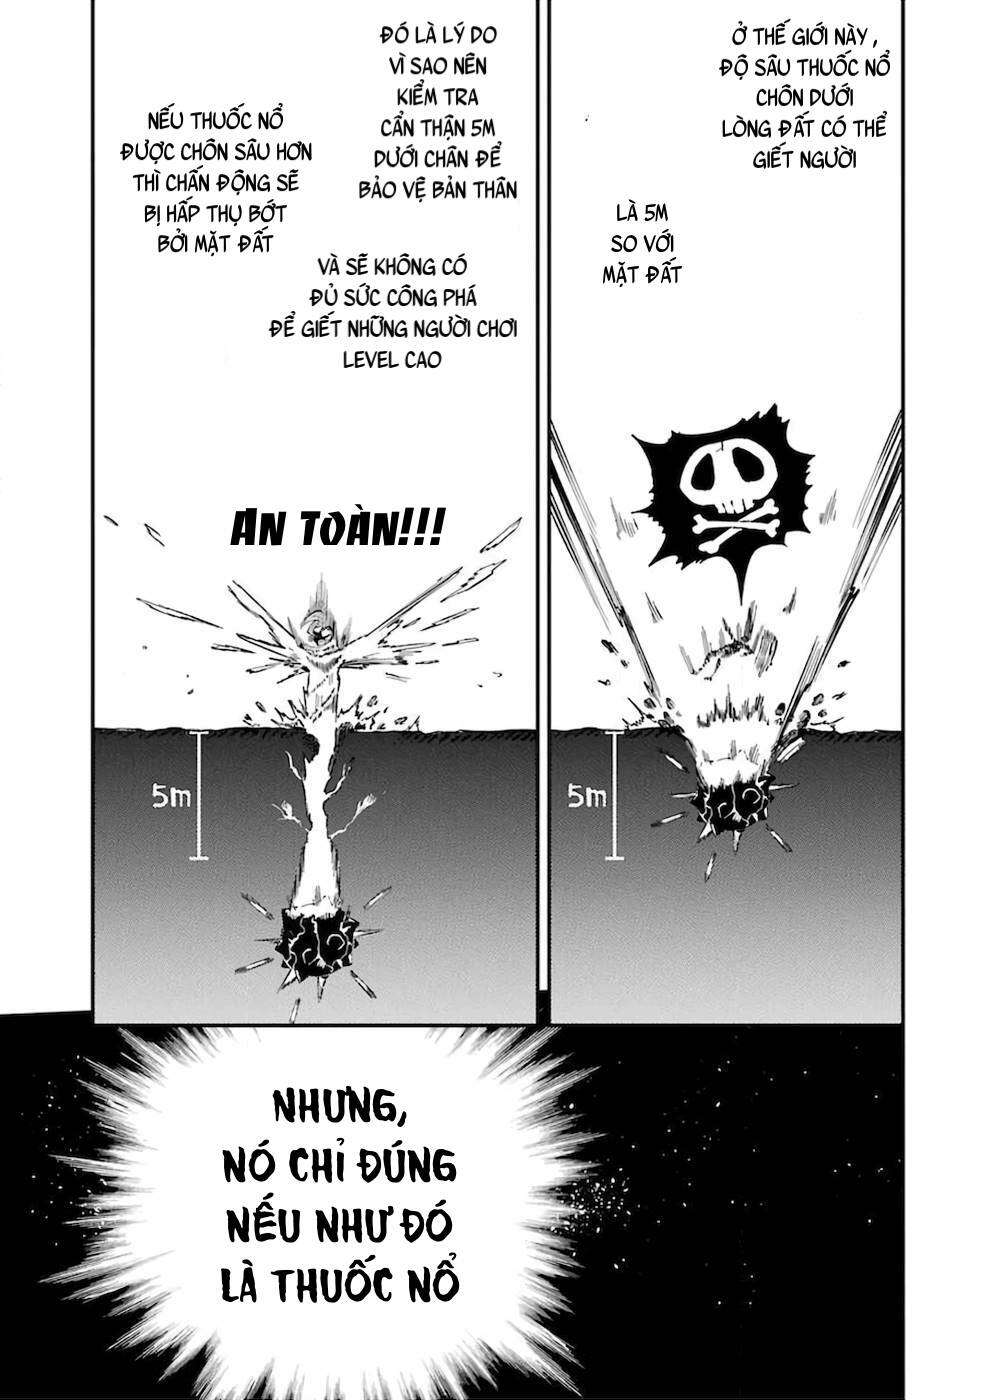 Ở THẾ GIỚI NÀY,
ĐỘ SÂU THUỐC NỔ
CHÔN DƯỚI
LÒNG ĐẤT CÓ THỂ
GIẾT NGƯỜI
LÀ 5M
SO VỚI
MẶT ĐẤT
5m
ĐÓ LÀ LÝ DO
VÌ SAO NÊN
KIỂM TRA
CẨN THẬN 5M
DƯỚI CHÂN ĐỂ
BẢO VỆ BẢN THÂN
NẾU THUỐC NỔ
ĐƯỢC CHÔN SÂU HƠN
THÌ CHẤN ĐỘNG SẼ
BỊ HẤP THỤ BỚT
BỞI MẶT ĐẤT
VÀ SẼ KHÔNG CÓ
ĐỦ SỨC CÔNG PHÁ
ĐỂ GIẾT NHỮNG NGƯỜI CHƠI
LEVEL CAO
AN TOÀN!!!
5m
NHƯNG,
NÓ CHỈ ĐÚNG
NẾU NHƯ ĐÓ
LÀ THUỐC NỔ